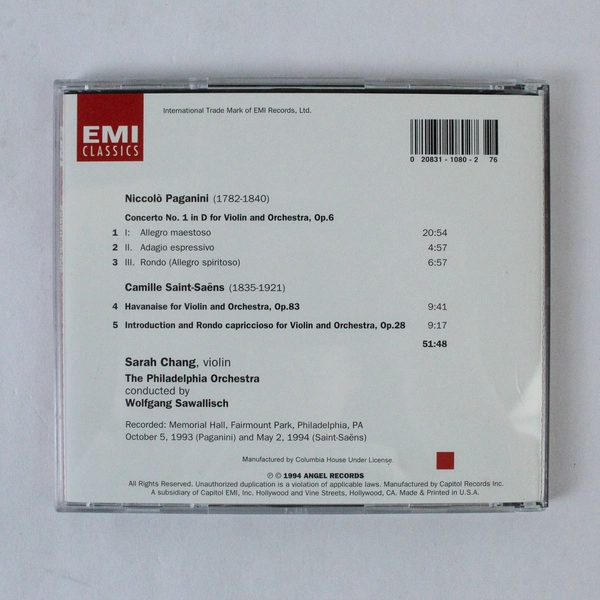 International Trade Mark of EMI Records, Ltd.
EMI
CLASSICS
0 20831 - 1080 - 2 76
Niccolò Paganini (1782-1840)
Concerto No. 1 in D for Violin and Orchestra, Op.6
1 I: Allegro maestoso 20:54
2 II. Adagio espressivo 4:57
3 III. Rondo (Allegro spiritoso) 6:57
Camille Saint-Saëns (1835-1921)
4 Havanaise for Violin and Orchestra, Op.83 9:41
5 Introduction and Rondo capriccioso for Violin and Orchestra, Op.28 9:17
51:48
Sarah Chang, violin
The Philadelphia Orchestra
conducted by
Wolfgang Sawallisch
Recorded: Memorial Hall, Fairmount Park, Philadelphia, PA
October 5, 1993 (Paganini) and May 2, 1994 (Saint-Saëns)
Manufactured by Columbia House Under License.
℗ © 1994 ANGEL RECORDS
All Rights Reserved. Unauthorized duplication is a violation of applicable laws. Manufactured by Capitol Records Inc.
A subsidiary of Capitol EMI, Inc. Hollywood and Vine Streets, Hollywood, CA. Made & Printed in U.S.A.